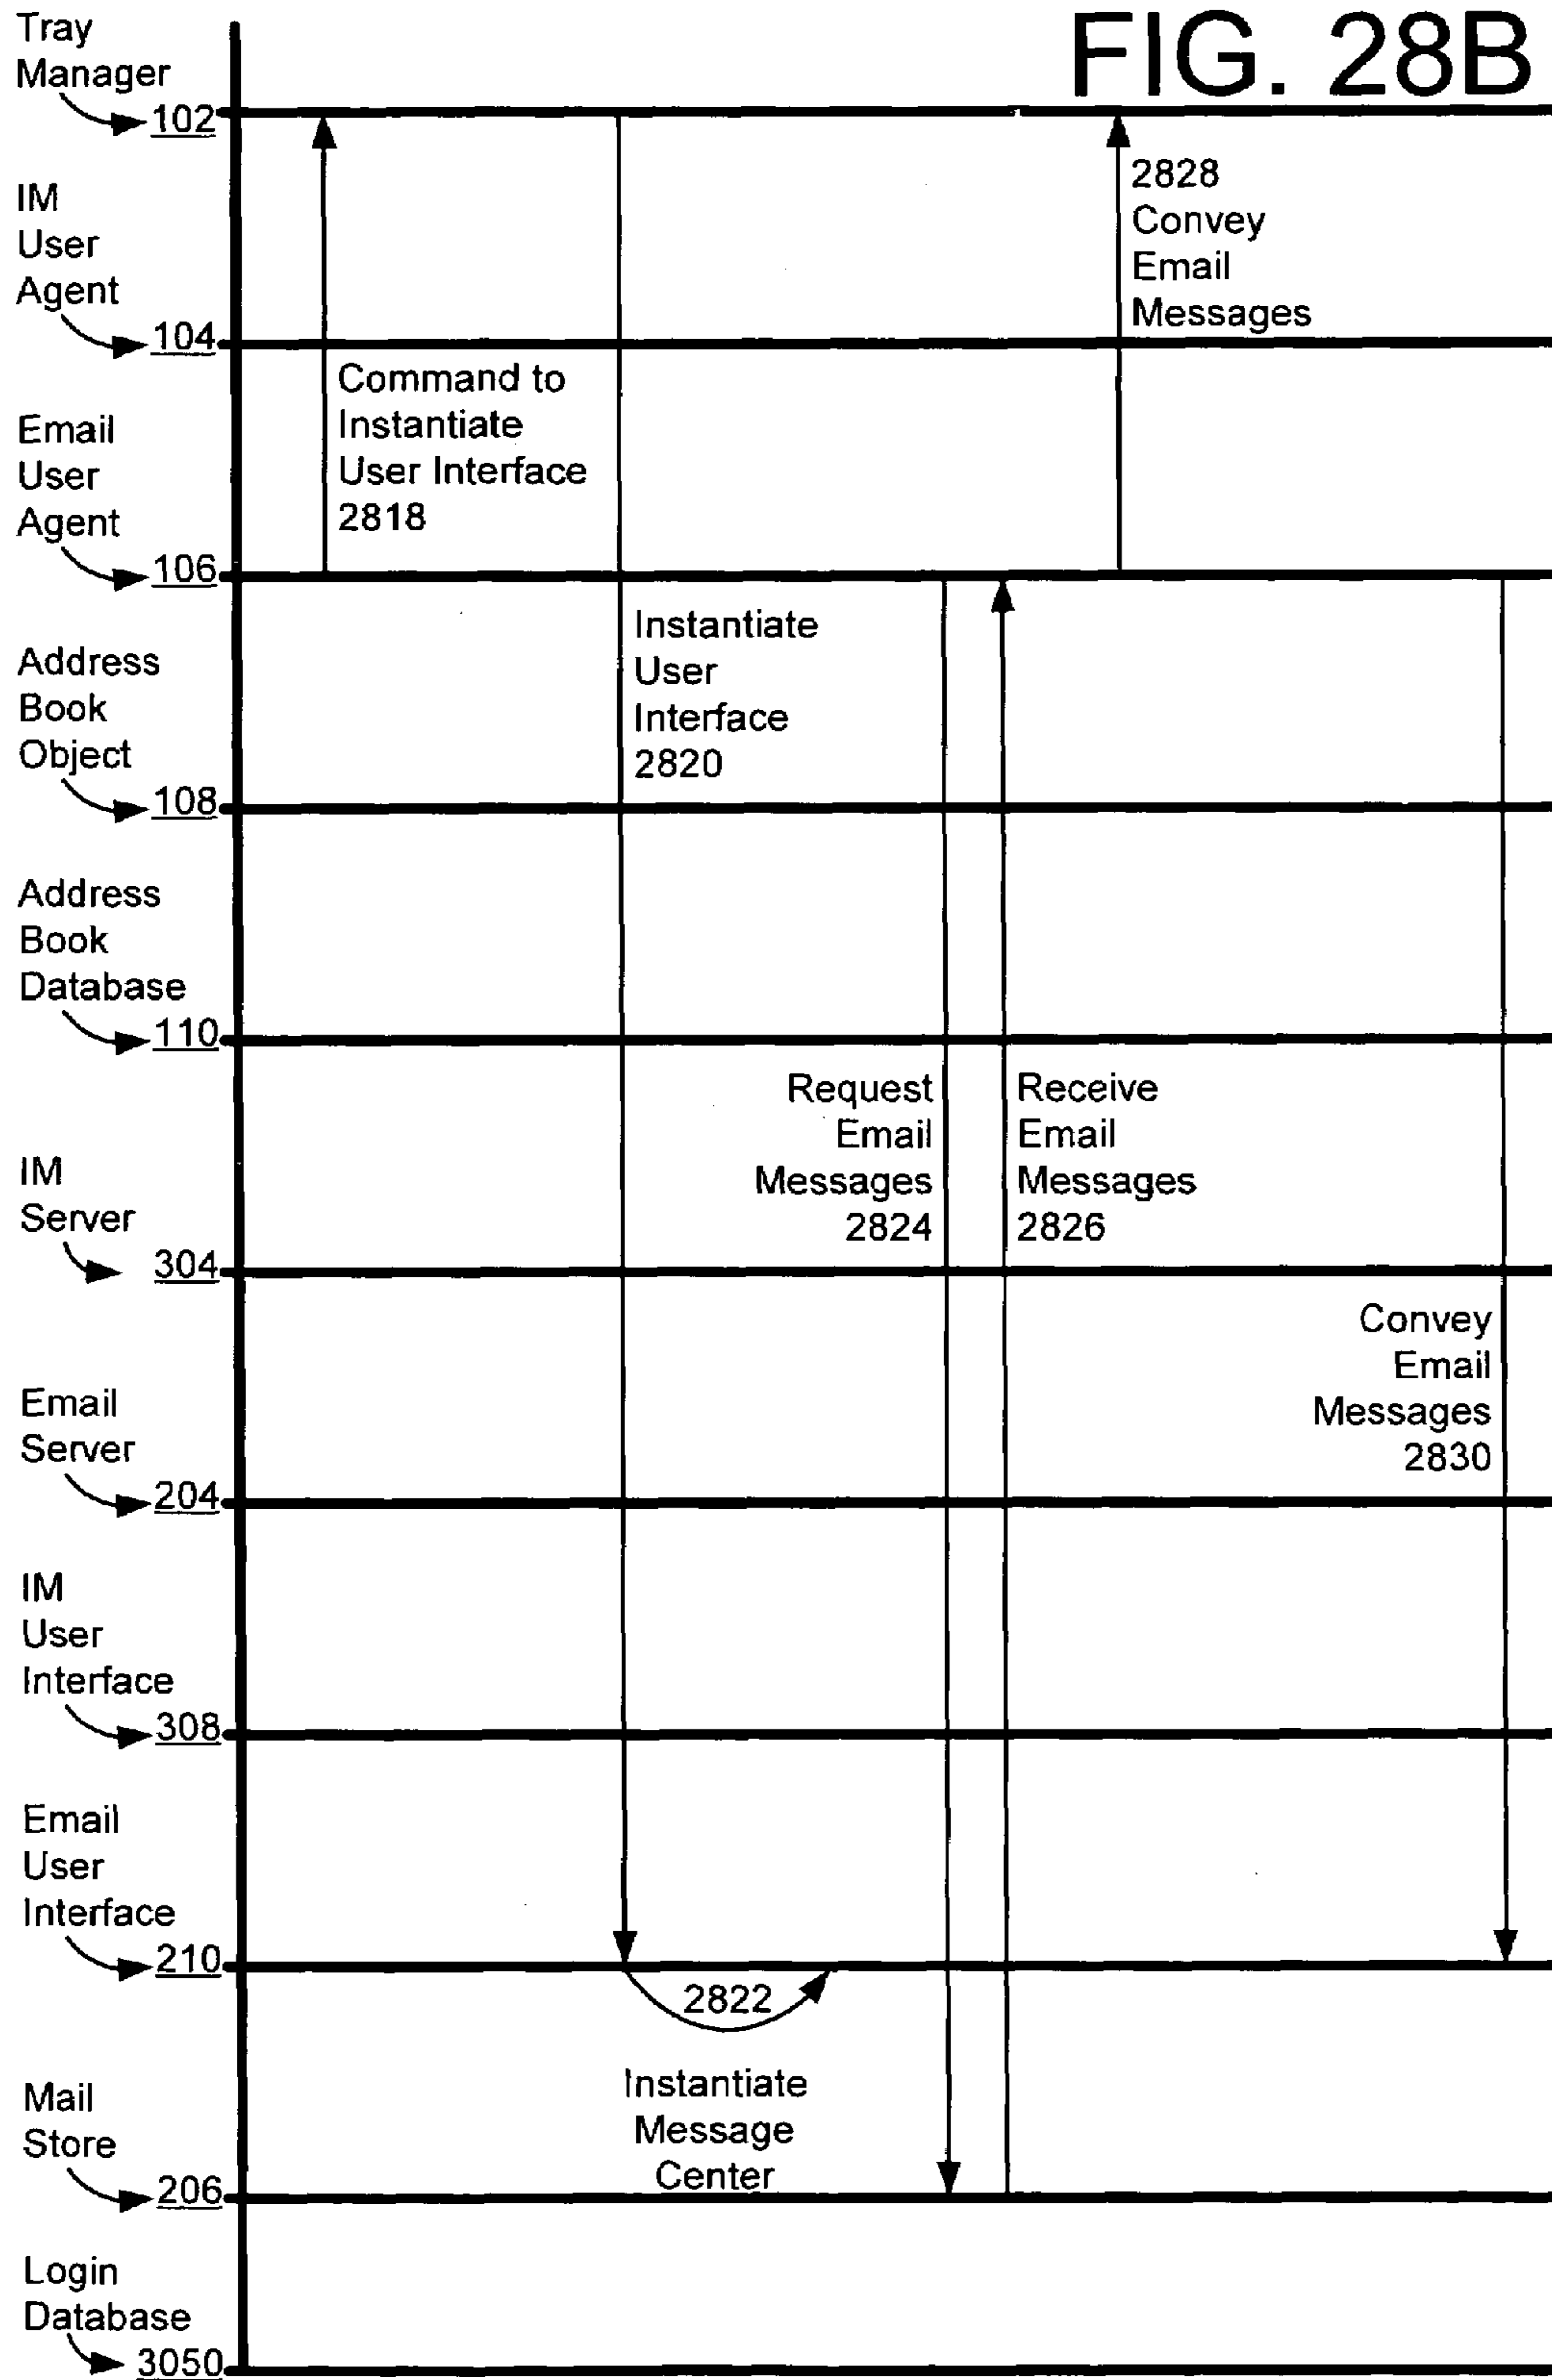 FIG. 28B
Tray
Manager
102
IM
User
Agent
104
Email
User
Agent
106
Address
Book
Object
108
Address
Book
Database
110
IM
Server
304
Email
Server
204
IM
User
Interface
308
Email
User
Interface
210
Mail
Store
206
Login
Database
3050
Command to
Instantiate
User Interface
2818
Instantiate
User
Interface
2820
2822
Instantiate
Message
Center
Request
Email
Messages
2824
Receive
Email
Messages
2826
2828
Convey
Email
Messages
Convey
Email
Messages
2830